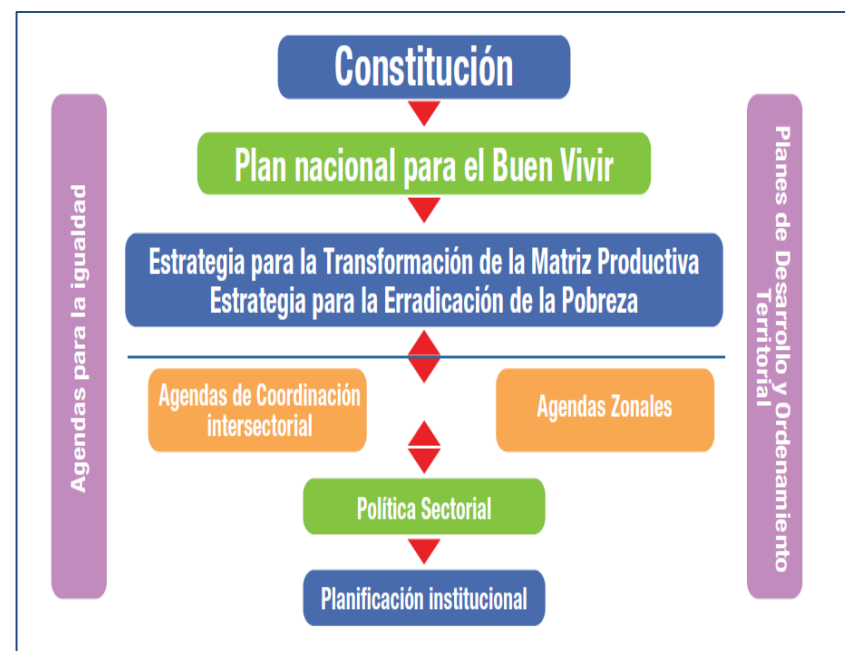 Constitución
Plan nacional para el Buen Vivir
Estrategia para la Transformación de la Matriz Productiva
Estrategia para la Erradicación de la Pobreza
Agendas de Coordinación
intersectorial
Agendas Zonales
Política Sectorial
Planificación institucional
Agendas para la igualdad
Planes de Desarrollo y Ordenamiento
Territorial